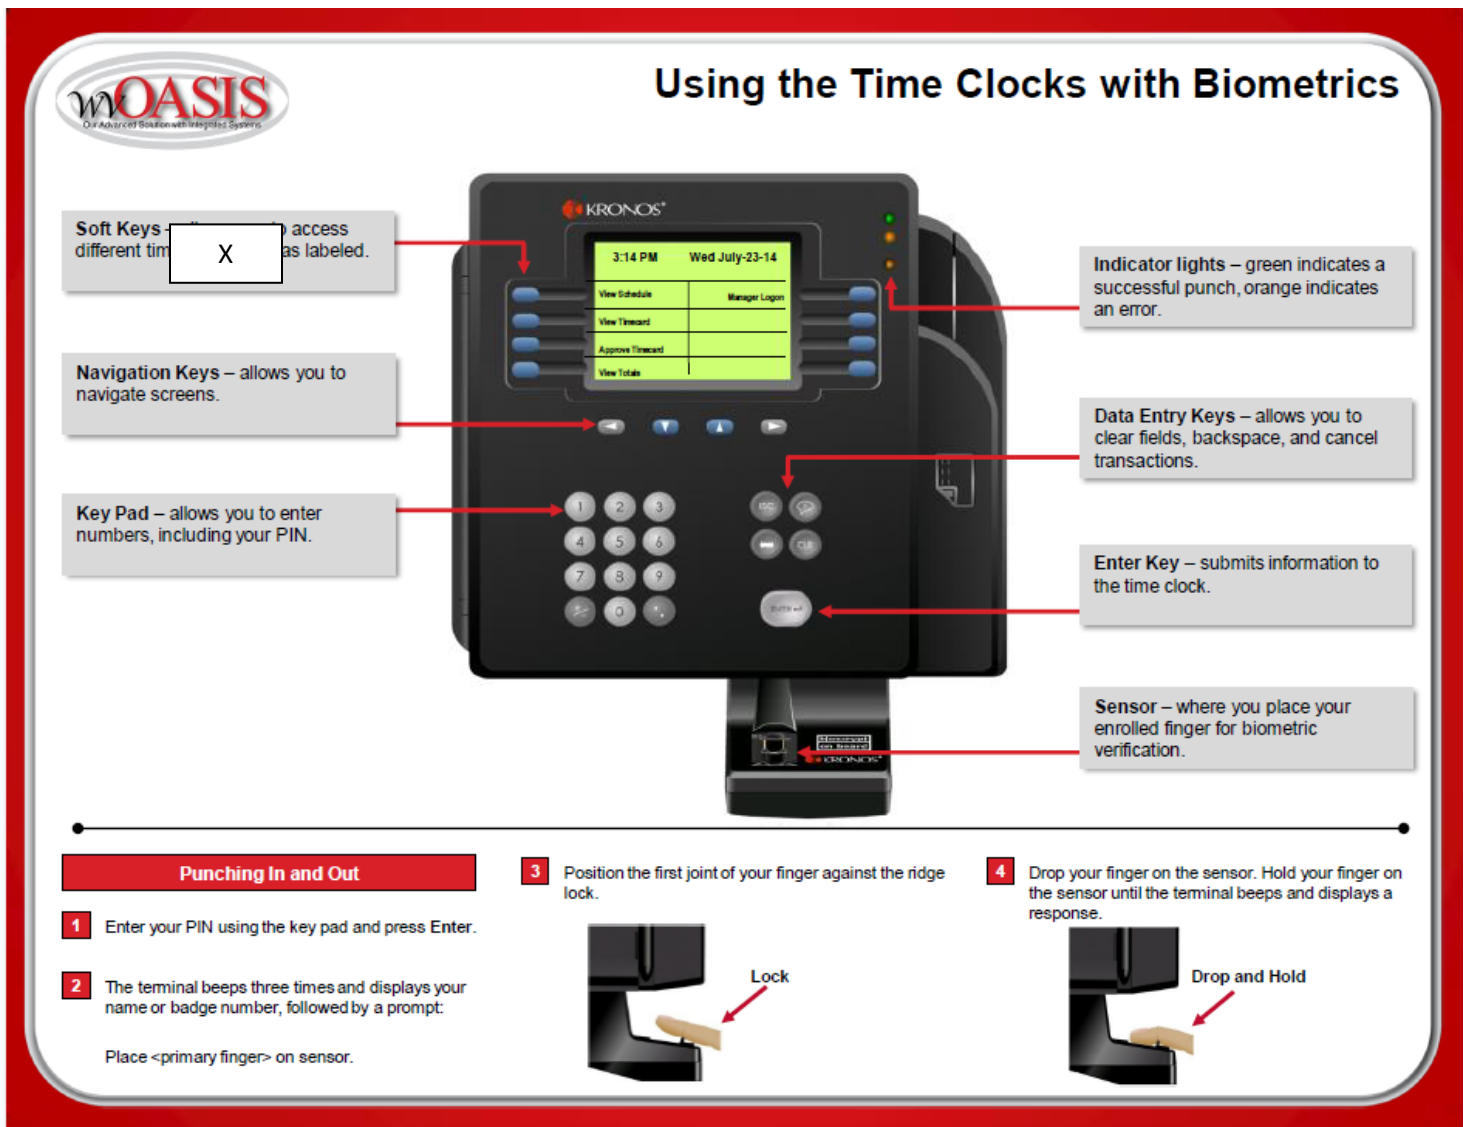 wvOASIS
Our Advanced Solution with Integrated Systems
Using the Time Clocks with Biometrics
Soft Keys – access
different X as labeled.
Navigation Keys – allows you to
navigate screens.
Key Pad – allows you to enter
numbers, including your PIN.
KRONOS
3:14 PM Wed July-23-14
View Schedule Manager Logon
View Timecard
Approve Timecard
View Totals
1 2 3
4 5 6
7 8 9
0
ESC
CLR
ENTER
on board
KRONOS
Indicator lights – green indicates a
successful punch, orange indicates
an error.
Data Entry Keys – allows you to
clear fields, backspace, and cancel
transactions.
Enter Key – submits information to
the time clock.
Sensor – where you place your
enrolled finger for biometric
verification.
Punching In and Out
1 Enter your PIN using the key pad and press Enter.
2 The terminal beeps three times and displays your
name or badge number, followed by a prompt:
Place <primary finger> on sensor.
3 Position the first joint of your finger against the ridge
lock.
Lock
4 Drop your finger on the sensor. Hold your finger on
the sensor until the terminal beeps and displays a
response.
Drop and Hold